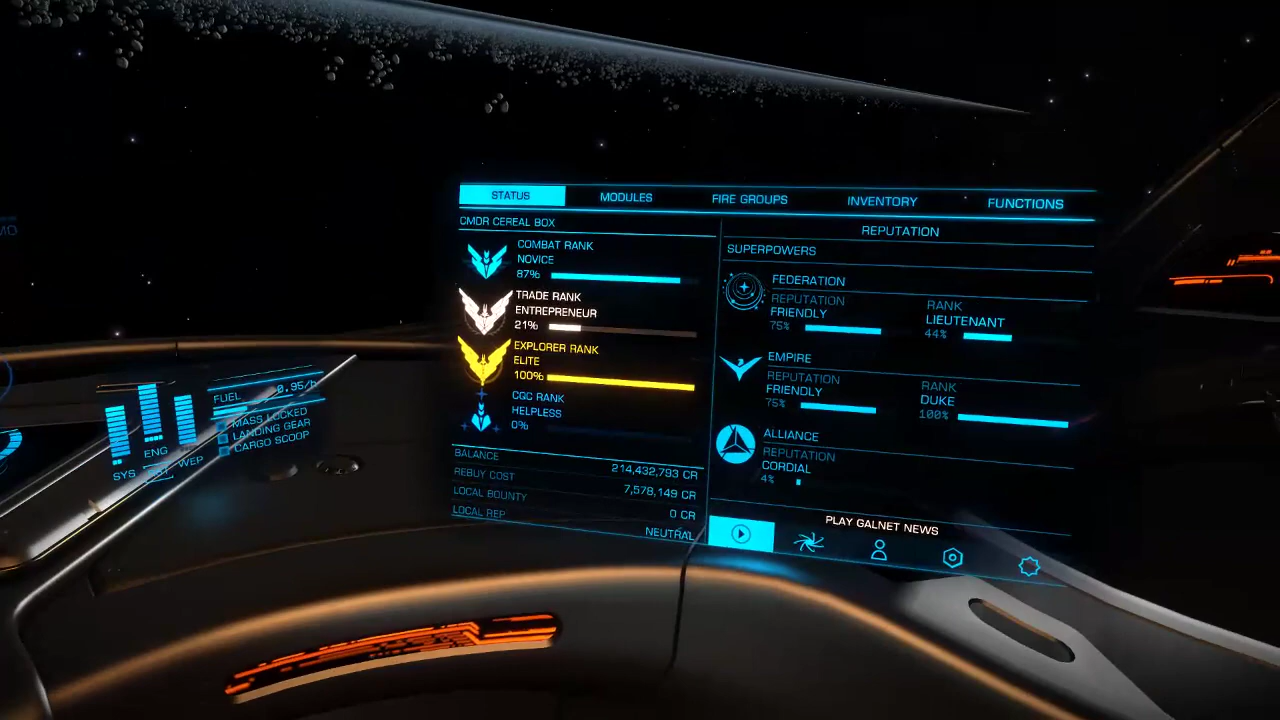 STATUS
MODULES
FIRE GROUPS
INVENTORY
FUNCTIONS
CMDR CEREAL BOX
COMBAT RANK
NOVICE
87%
TRADE RANK
ENTREPRENEUR
21%
EXPLORER RANK
ELITE
100%
CQC RANK
HELPLESS
0%
BALANCE 214,432,793 CR
REBUY COST 7,578,149 CR
LOCAL BOUNTY 0 CR
LOCAL REP NEUTRAL
REPUTATION
SUPERPOWERS
FEDERATION
REPUTATION
FRIENDLY
75%
RANK
LIEUTENANT
44%
EMPIRE
REPUTATION
FRIENDLY
75%
RANK
DUKE
100%
ALLIANCE
REPUTATION
CORDIAL
4%
PLAY GALNET NEWS
FUEL 0.95/h
MASS LOCKED
LANDING GEAR
CARGO SCOOP
SYS
ENG
WEP